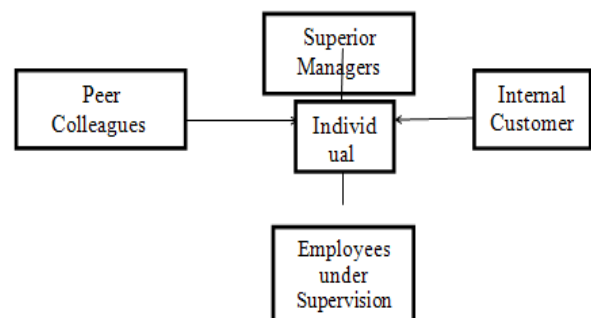 Superior
Managers
Peer
Colleagues
Individ
ual
Internal
Customer
Employees
under
Supervision